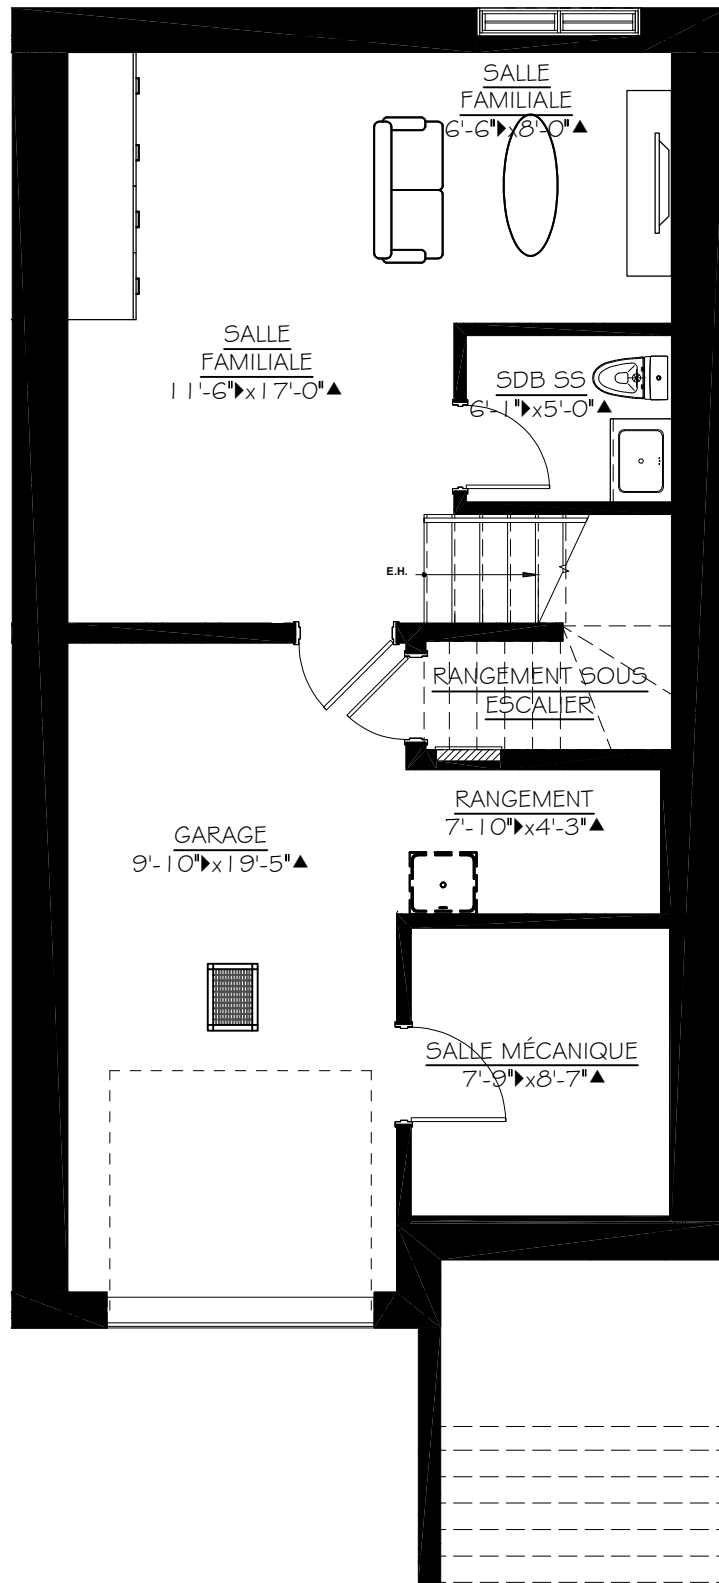 SALLE
FAMILIALE
6'-6"▶x8'-0"▲
SALLE
FAMILIALE
11'-6"▶x17'-0"▲
SDB SS
6'-1"▶x5'-0"▲
E.H.
RANGEMENT SOUS
ESCALIER
RANGEMENT
7'-10"▶x4'-3"▲
GARAGE
9'-10"▶x19'-5"▲
SALLE MÉCANIQUE
7'-9"▶x8'-7"▲